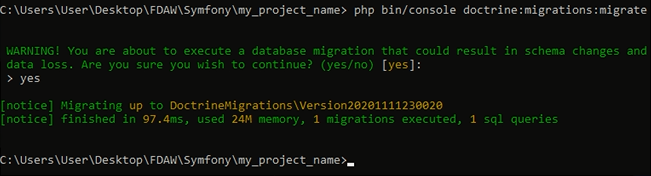 C:\Users\User\Desktop\FDAW\Symfony\my_project_name> php bin/console doctrine:migrations:migrate
WARNING! You are about to execute a database migration that could result in schema changes and
data loss. Are you sure you wish to continue? (yes/no) [yes]:
> yes
[notice] Migrating up to DoctrineMigrations\Version20201111230020
[notice] finished in 97.4ms, used 24M memory, 1 migrations executed, 1 sql queries
C:\Users\User\Desktop\FDAW\Symfony\my_project_name>